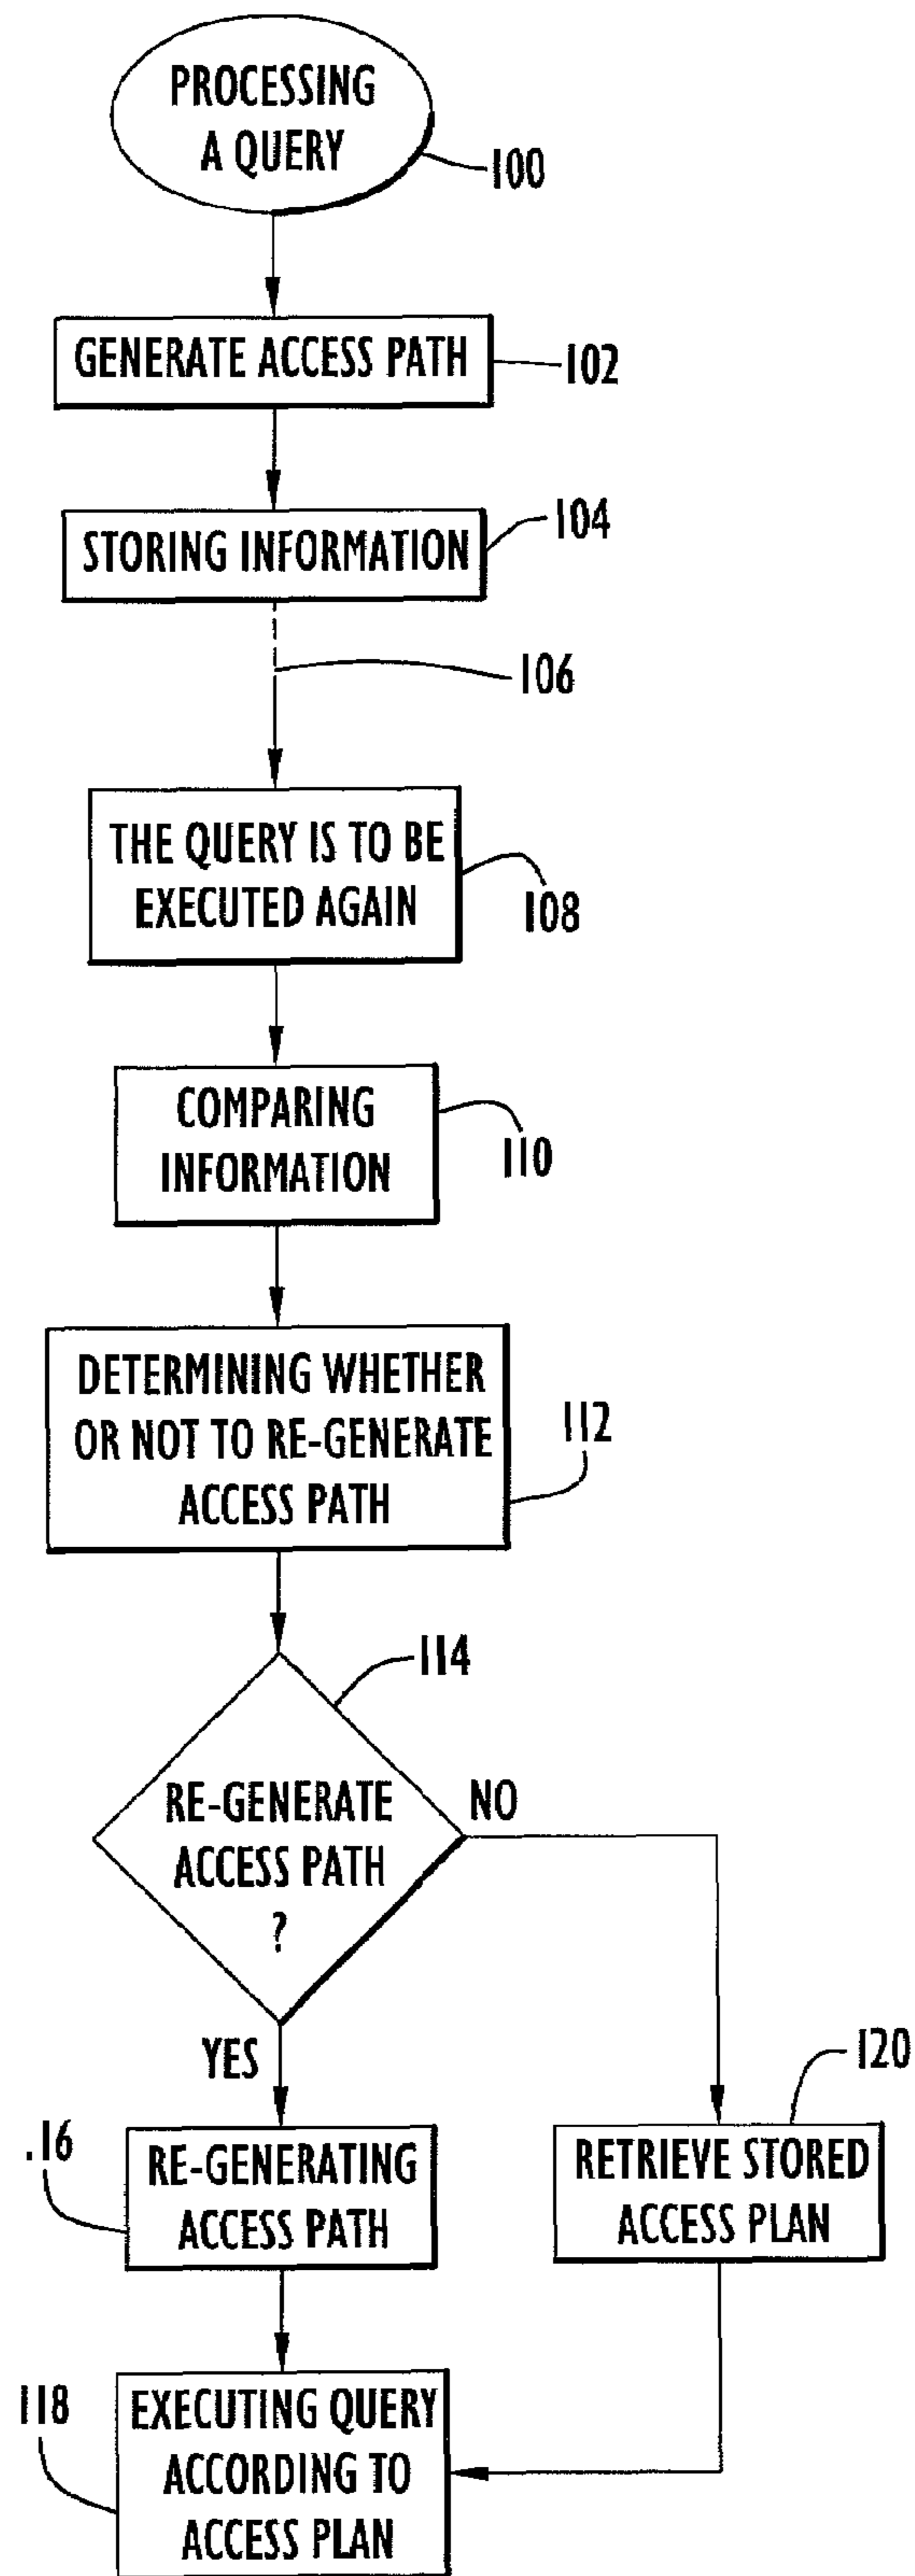 PROCESSING
A QUERY
100
GENERATE ACCESS PATH
102
STORING INFORMATION
104
106
THE QUERY IS TO BE
EXECUTED AGAIN
108
COMPARING
INFORMATION
110
DETERMINING WHETHER
OR NOT TO RE-GENERATE
ACCESS PATH
112
114
RE-GENERATE
ACCESS PATH
?
NO
YES
120
.16
RE-GENERATING
ACCESS PATH
RETRIEVE STORED
ACCESS PLAN
118
EXECUTING QUERY
ACCORDING TO
ACCESS PLAN